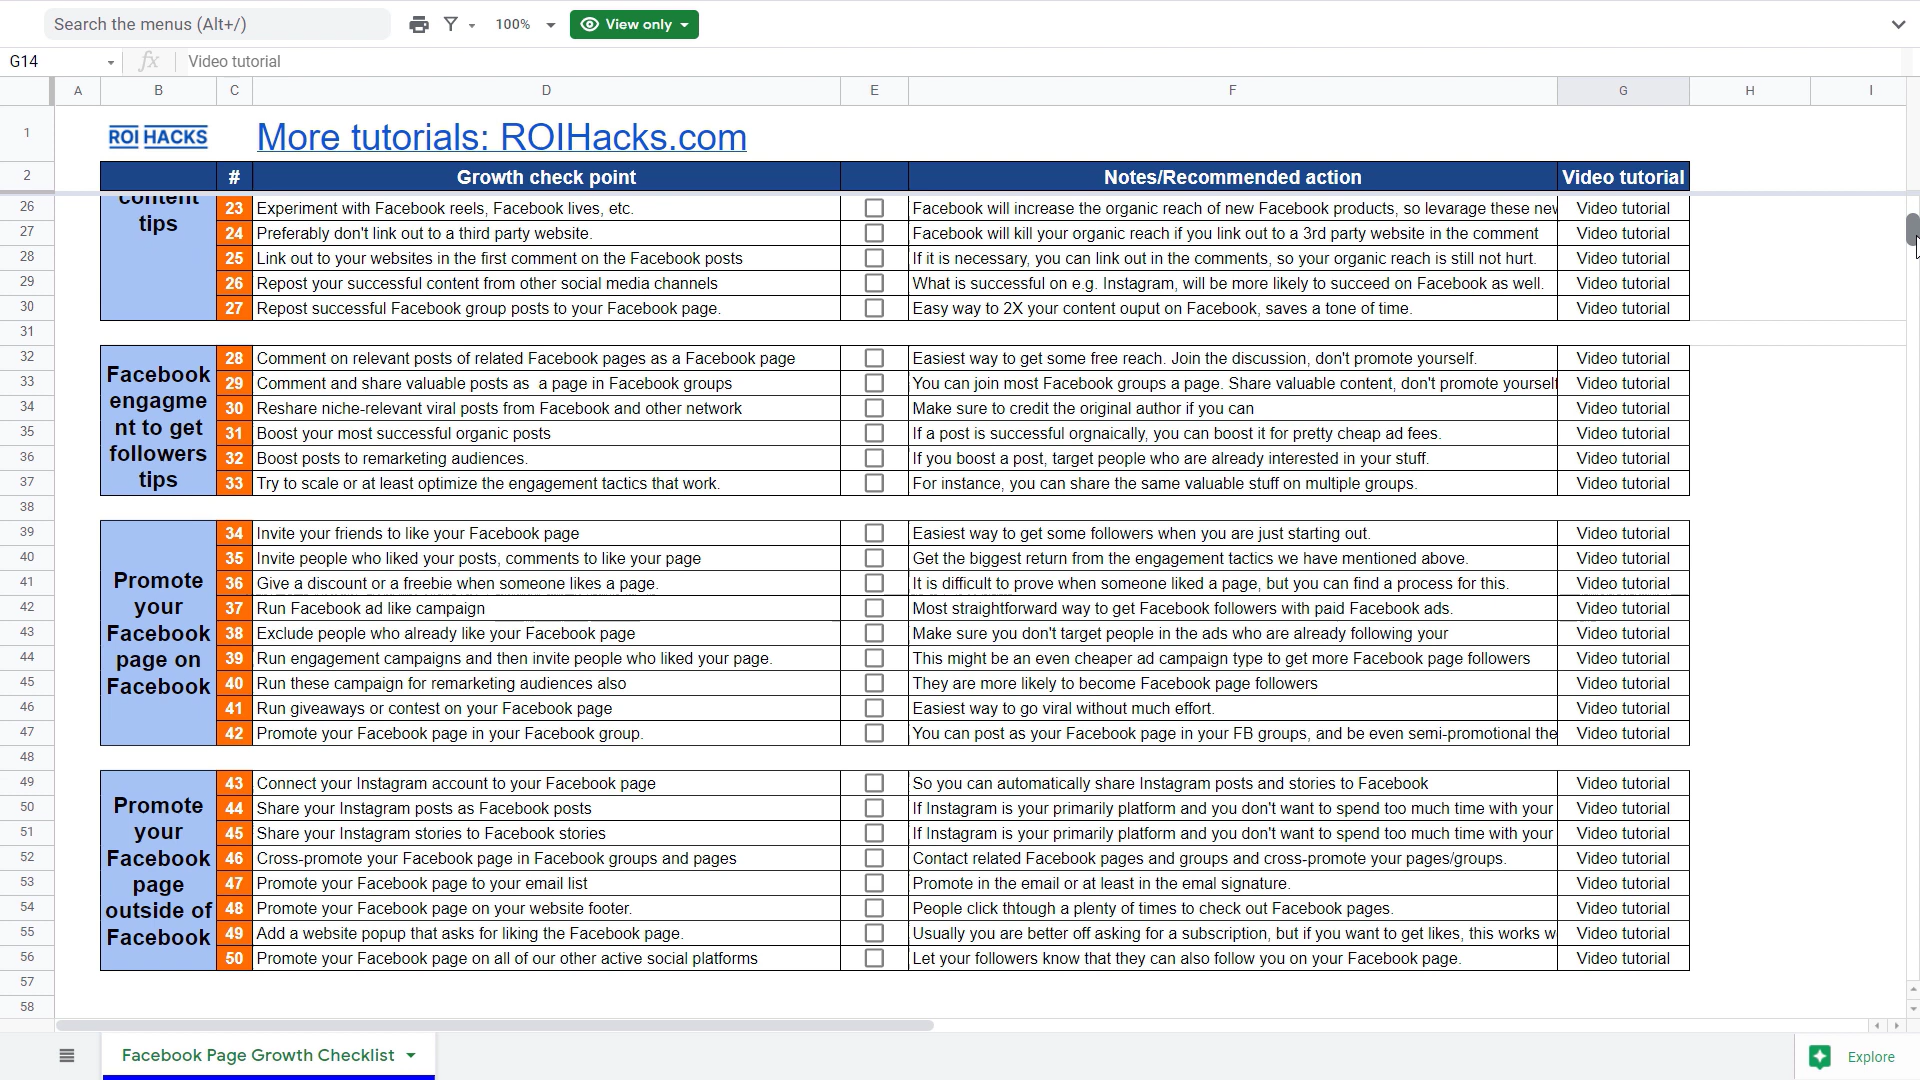 Search the menus (Alt+/)
100%
View only
G14
fx
Video tutorial
A B C D E F G H I
1 ROI HACKS More tutorials: ROIHacks.com
2 # Growth check point Notes/Recommended action Video tutorial
content
tips
26 23 Experiment with Facebook reels, Facebook lives, etc. Facebook will increase the organic reach of new Facebook products, so levarage these new Video tutorial
27 24 Preferably don't link out to a third party website. Facebook will kill your organic reach if you link out to a 3rd party website in the comment Video tutorial
28 25 Link out to your websites in the first comment on the Facebook posts If it is necessary, you can link out in the comments, so your organic reach is still not hurt. Video tutorial
29 26 Repost your successful content from other social media channels What is successful on e.g. Instagram, will be more likely to succeed on Facebook as well. Video tutorial
30 27 Repost successful Facebook group posts to your Facebook page. Easy way to 2X your content ouput on Facebook, saves a tone of time. Video tutorial
31
Facebook
engagme
nt to get
followers
tips
32 28 Comment on relevant posts of related Facebook pages as a Facebook page Easiest way to get some free reach. Join the discussion, don't promote yourself. Video tutorial
33 29 Comment and share valuable posts as  a page in Facebook groups You can join most Facebook groups a page. Share valuable content, don't promote yourself Video tutorial
34 30 Reshare niche-relevant viral posts from Facebook and other network Make sure to credit the original author if you can Video tutorial
35 31 Boost your most successful organic posts If a post is successful orgnaically, you can boost it for pretty cheap ad fees. Video tutorial
36 32 Boost posts to remarketing audiences. If you boost a post, target people who are already interested in your stuff. Video tutorial
37 33 Try to scale or at least optimize the engagement tactics that work. For instance, you can share the same valuable stuff on multiple groups. Video tutorial
38
Promote
your
Facebook
page on
Facebook
39 34 Invite your friends to like your Facebook page Easiest way to get some followers when you are just starting out. Video tutorial
40 35 Invite people who liked your posts, comments to like your page Get the biggest return from the engagement tactics we have mentioned above. Video tutorial
41 36 Give a discount or a freebie when someone likes a page. It is difficult to prove when someone liked a page, but you can find a process for this. Video tutorial
42 37 Run Facebook ad like campaign Most straightforward way to get Facebook followers with paid Facebook ads. Video tutorial
43 38 Exclude people who already like your Facebook page Make sure you don't target people in the ads who are already following your Video tutorial
44 39 Run engagement campaigns and then invite people who liked your page. This might be an even cheaper ad campaign type to get more Facebook page followers Video tutorial
45 40 Run these campaign for remarketing audiences also They are more likely to become Facebook page followers Video tutorial
46 41 Run giveaways or contest on your Facebook page Easiest way to go viral without much effort. Video tutorial
47 42 Promote your Facebook page in your Facebook group. You can post as your Facebook page in your FB groups, and be even semi-promotional the Video tutorial
48
Promote
your
Facebook
page
outside of
Facebook
49 43 Connect your Instagram account to your Facebook page So you can automatically share Instagram posts and stories to Facebook Video tutorial
50 44 Share your Instagram posts as Facebook posts If Instagram is your primarily platform and you don't want to spend too much time with your Video tutorial
51 45 Share your Instagram stories to Facebook stories If Instagram is your primarily platform and you don't want to spend too much time with your Video tutorial
52 46 Cross-promote your Facebook page in Facebook groups and pages Contact related Facebook pages and groups and cross-promote your pages/groups. Video tutorial
53 47 Promote your Facebook page to your email list Promote in the email or at least in the emal signature. Video tutorial
54 48 Promote your Facebook page on your website footer. People click thtough a plenty of times to check out Facebook pages. Video tutorial
55 49 Add a website popup that asks for liking the Facebook page. Usually you are better off asking for a subscription, but if you want to get likes, this works w Video tutorial
56 50 Promote your Facebook page on all of our other active social platforms Let your followers know that they can also follow you on your Facebook page. Video tutorial
57
58
Facebook Page Growth Checklist
Explore